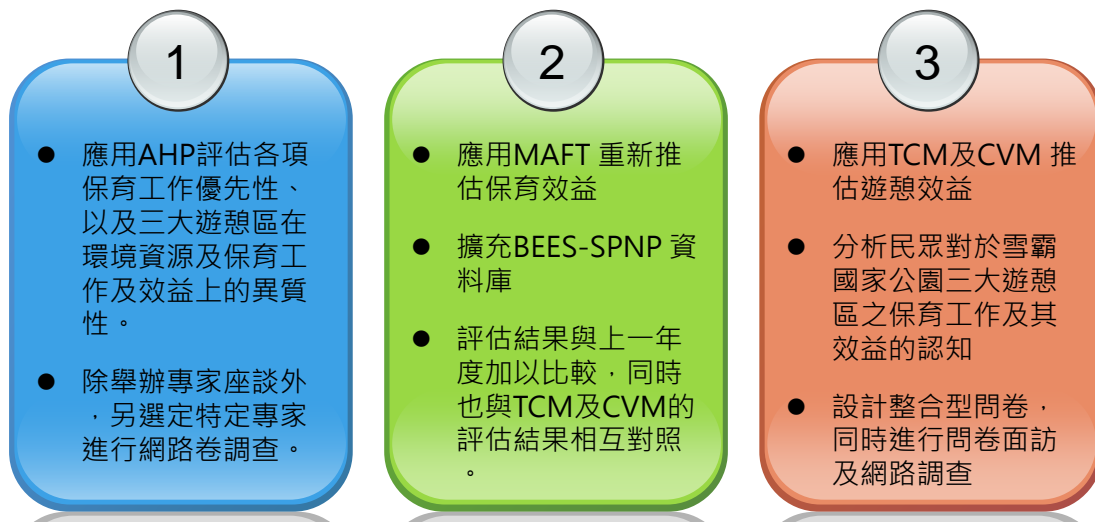 1
● 應用AHP評估各項
保育工作優先性、
以及三大遊憩區在
環境資源及保育工
作及效益上的異質
性。
● 除舉辦專家座談外
，另選定特定專家
進行網路卷調查。
2
● 應用MAFT 重新推
估保育效益
● 擴充BEES-SPNP 資
料庫
● 評估結果與上一年
度加以比較，同時
也與TCM及CVM的
評估結果相互對照
。
3
● 應用TCM及CVM 推
估遊憩效益
● 分析民眾對於雪霸
國家公園三大遊憩
區之保育工作及其
效益的認知
● 設計整合型問卷，
同時進行問卷面訪
及網路調查